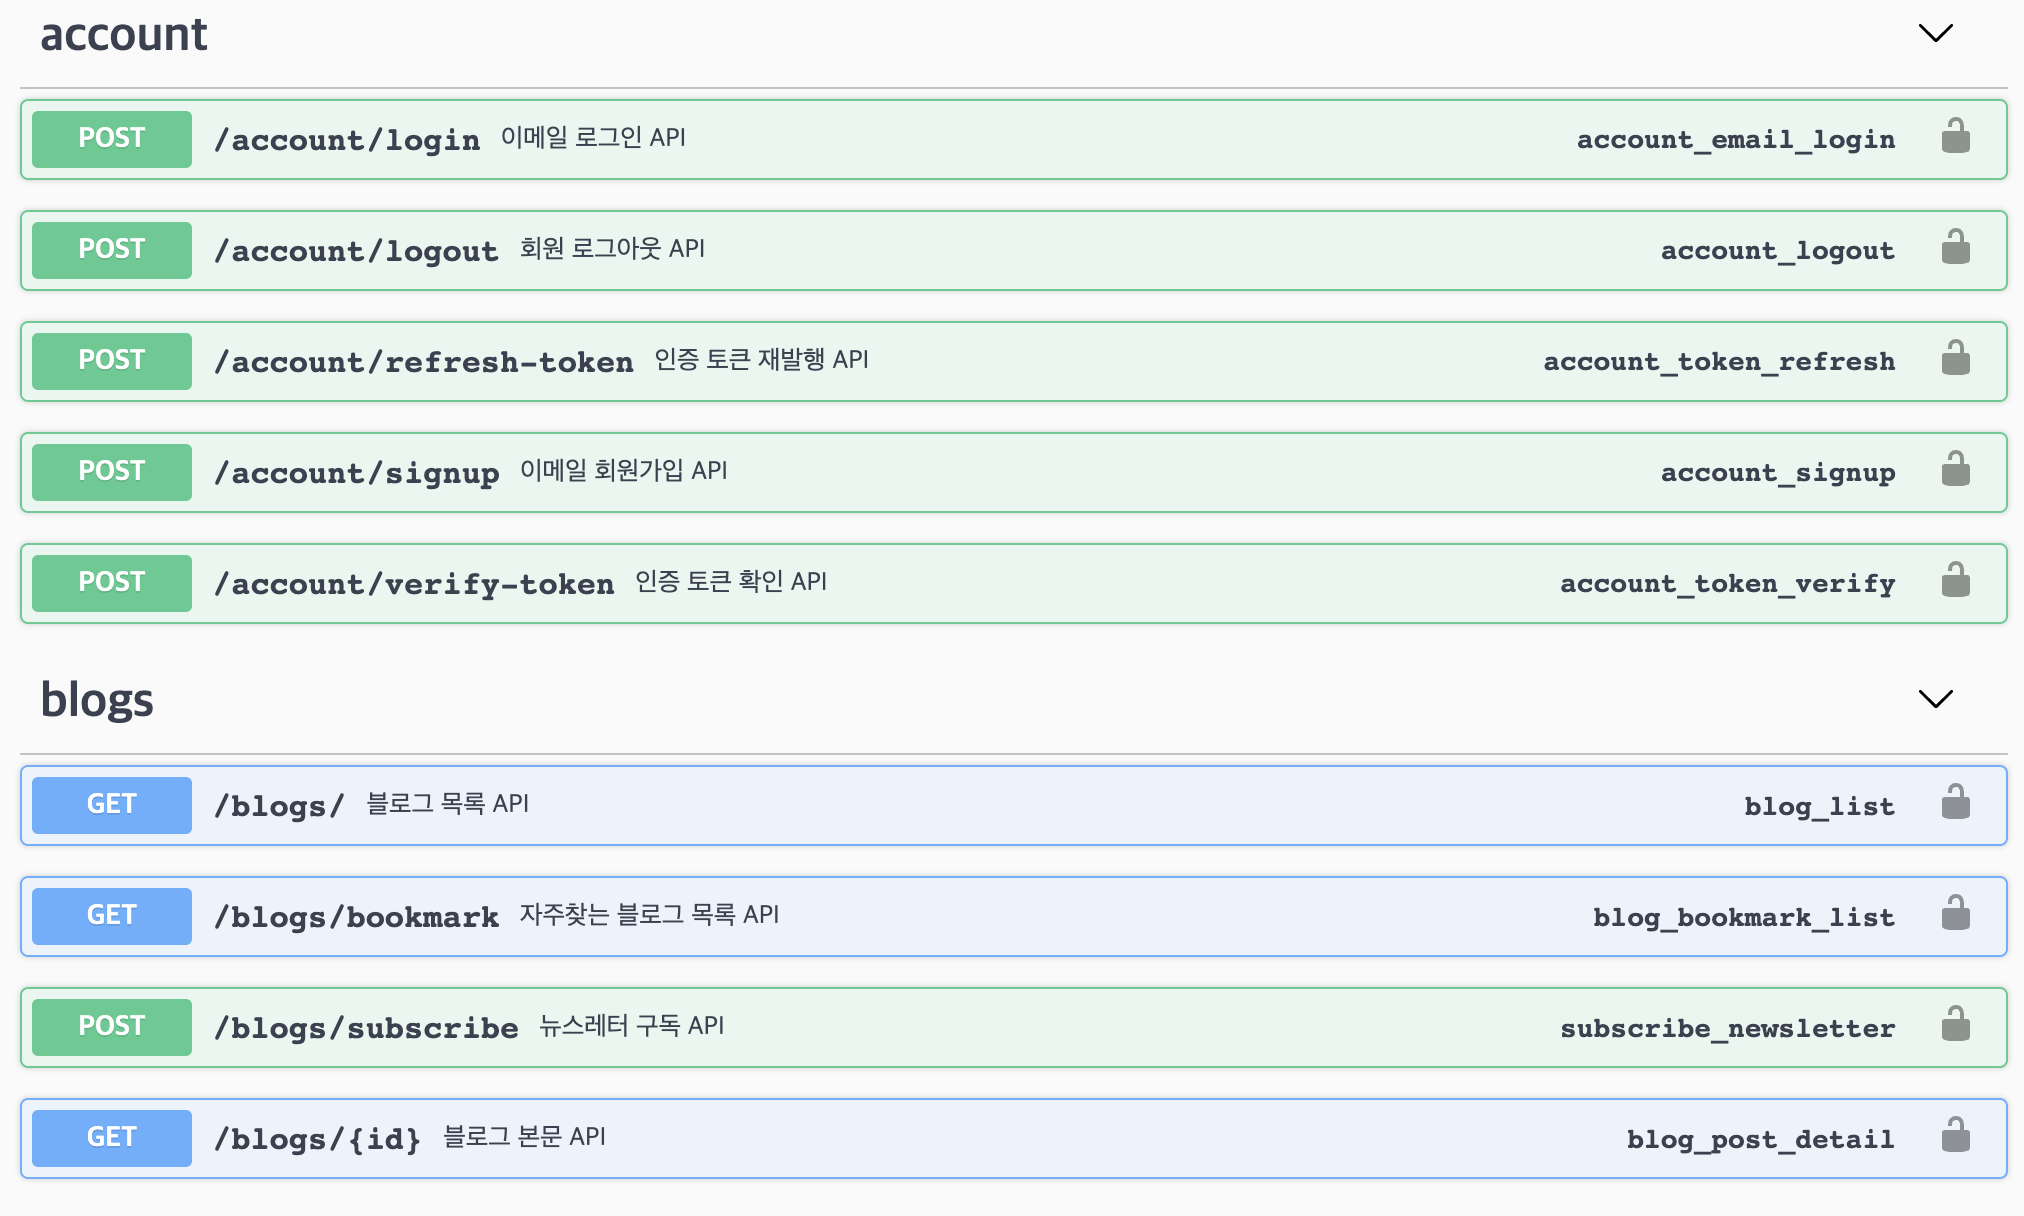 account
POST /account/login 이메일 로그인 API account_email_login
POST /account/logout 회원 로그아웃 API account_logout
POST /account/refresh-token 인증 토큰 재발행 API account_token_refresh
POST /account/signup 이메일 회원가입 API account_signup
POST /account/verify-token 인증 토큰 확인 API account_token_verify
blogs
GET /blogs/ 블로그 목록 API blog_list
GET /blogs/bookmark 자주찾는 블로그 목록 API blog_bookmark_list
POST /blogs/subscribe 뉴스레터 구독 API subscribe_newsletter
GET /blogs/{id} 블로그 본문 API blog_post_detail